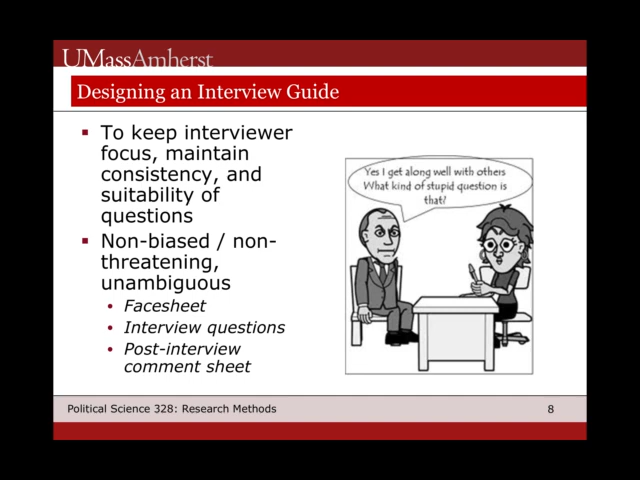 UMassAmherst
Designing an Interview Guide
To keep interviewer
focus, maintain
consistency, and
suitability of
questions
Non-biased / non-
threatening,
unambiguous
Facesheet
Interview questions
Post-interview
comment sheet
Yes I get along well with others
What kind of stupid question is
that?
Political Science 328: Research Methods
8